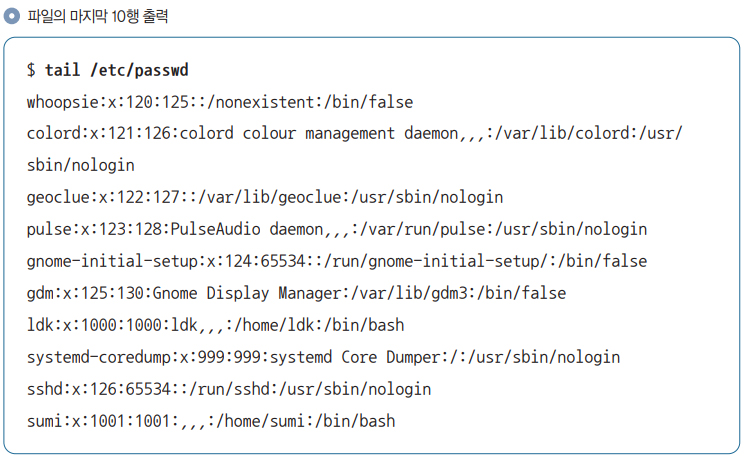 파일의 마지막 10행 출력
$ tail /etc/passwd
whoopsie:x:120:125::/nonexistent:/bin/false
colord:x:121:126:colord colour management daemon,,,:/var/lib/colord:/usr/
sbin/nologin
geoclue:x:122:127::/var/lib/geoclue:/usr/sbin/nologin
pulse:x:123:128:PulseAudio daemon,,,:/var/run/pulse:/usr/sbin/nologin
gnome-initial-setup:x:124:65534::/run/gnome-initial-setup/:/bin/false
gdm:x:125:130:Gnome Display Manager:/var/lib/gdm3:/bin/false
ldk:x:1000:1000:ldk,,,:/home/ldk:/bin/bash
systemd-coredump:x:999:999:systemd Core Dumper:/:/usr/sbin/nologin
sshd:x:126:65534::/run/sshd:/usr/sbin/nologin
sumi:x:1001:1001:,,,:/home/sumi:/bin/bash